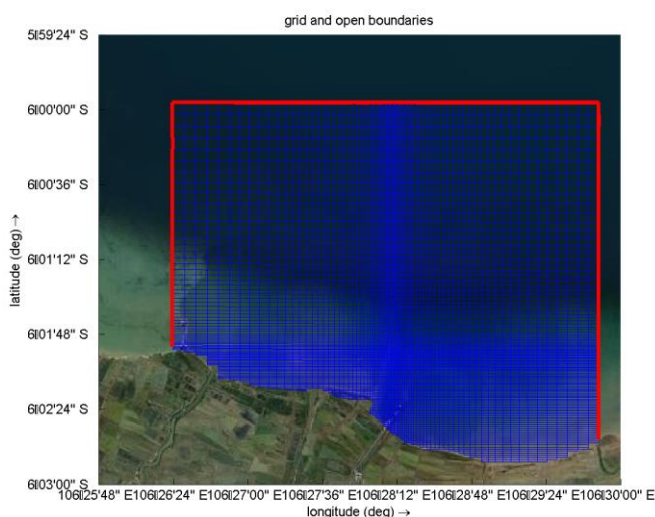 grid and open boundaries
5▯59'24" S
6▯00'00" S
6▯00'36" S
6▯01'12" S
6▯01'48" S
6▯02'24" S
6▯03'00" S
latitude (deg) →
106▯25'48" E106▯26'24" E106▯27'00" E106▯27'36" E106▯28'12" E106▯28'48" E106▯29'24" E106▯30'00" E
longitude (deg) →